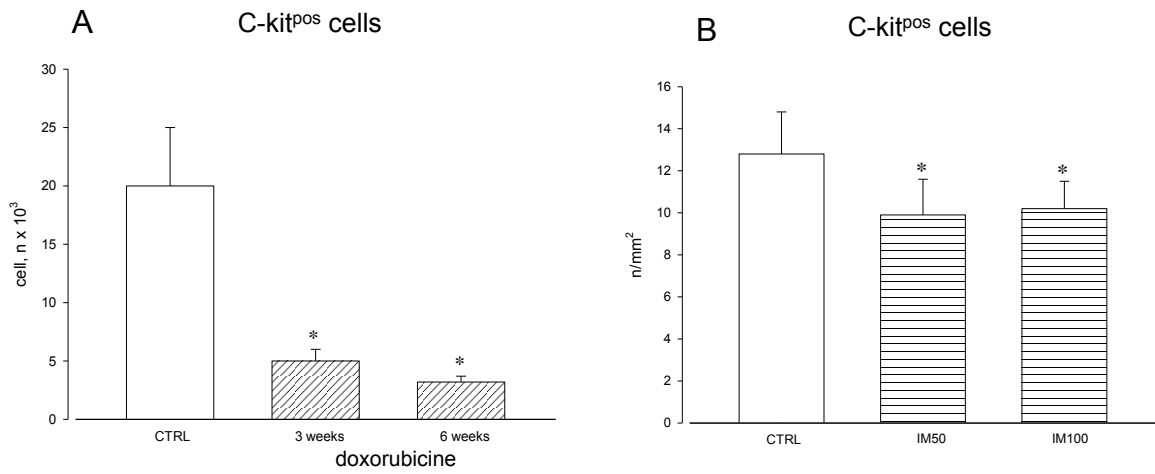 A
C-kitᵖᵒˢ cells
30
25
20
15
10
5
0
cell, n x 10³
*
*
CTRL
3 weeks
6 weeks
doxorubicine
B
C-kitᵖᵒˢ cells
16
14
12
10
8
6
4
2
0
n/mm²
*
*
CTRL
IM50
IM100